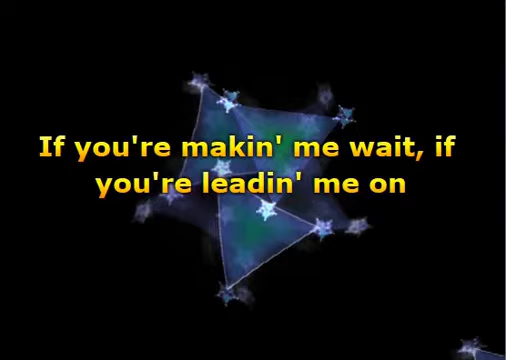 If you're makin' me wait, if
you're leadin' me on